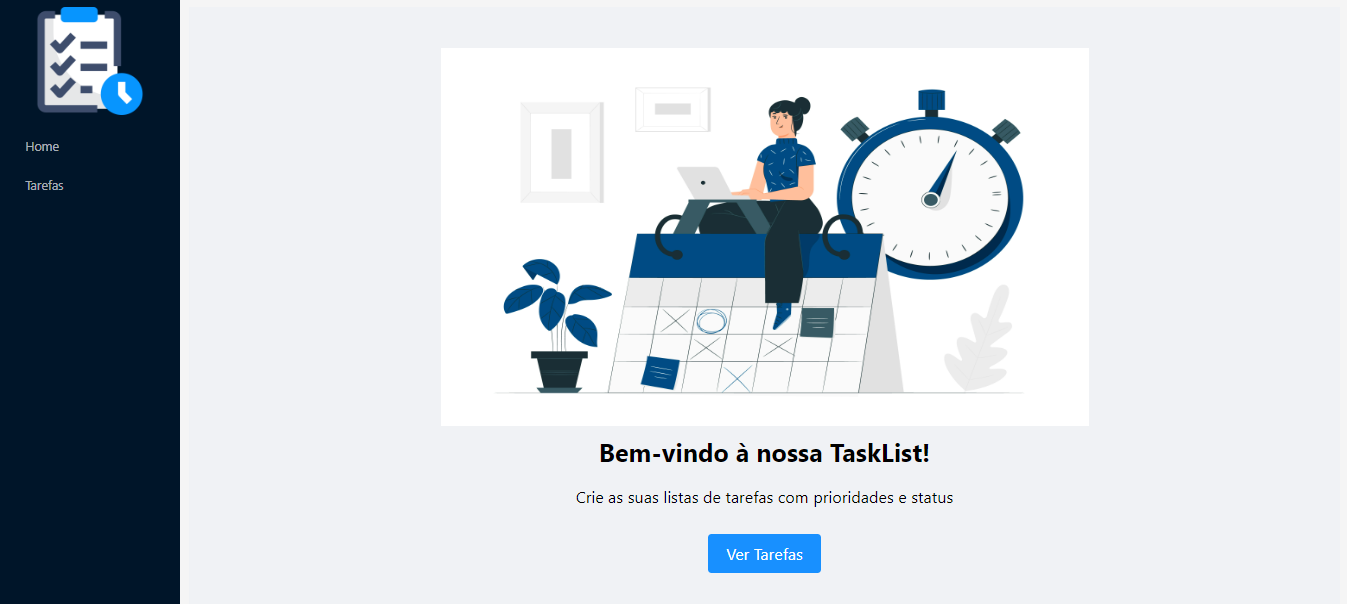 Home
Tarefas
Bem-vindo à nossa TaskList!
Crie as suas listas de tarefas com prioridades e status
Ver Tarefas